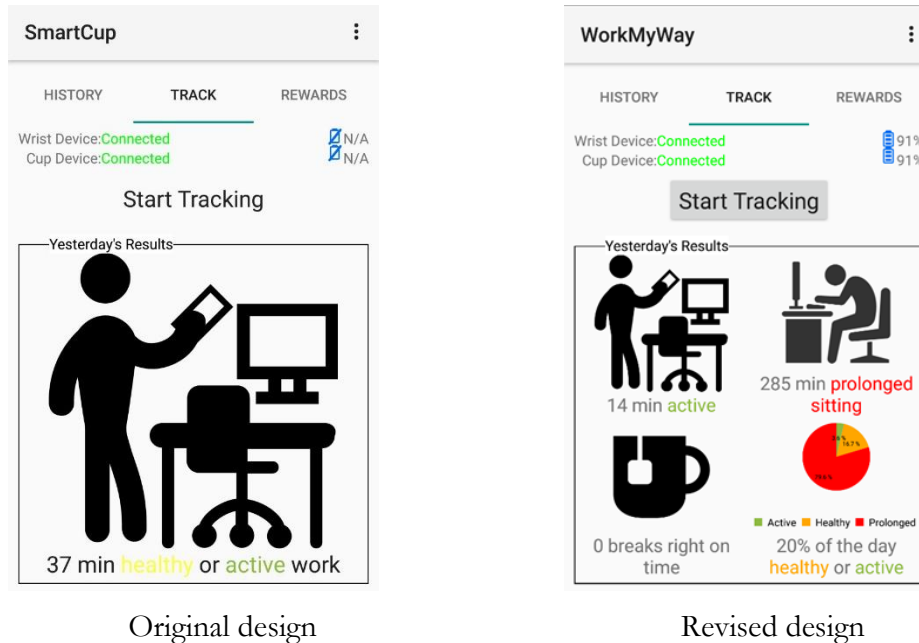 SmartCup
HISTORY TRACK REWARDS
Wrist Device:Connected N/A
Cup Device:Connected N/A
Start Tracking
Yesterday's Results
37 min healthy or active work
Original design
WorkMyWay
HISTORY TRACK REWARDS
Wrist Device:Connected 91%
Cup Device:Connected 91%
Start Tracking
Yesterday's Results
14 min active
285 min prolonged
sitting
16.7 %
Active Healthy Prolonged
0 breaks right on
time
20% of the day
healthy or active
Revised design